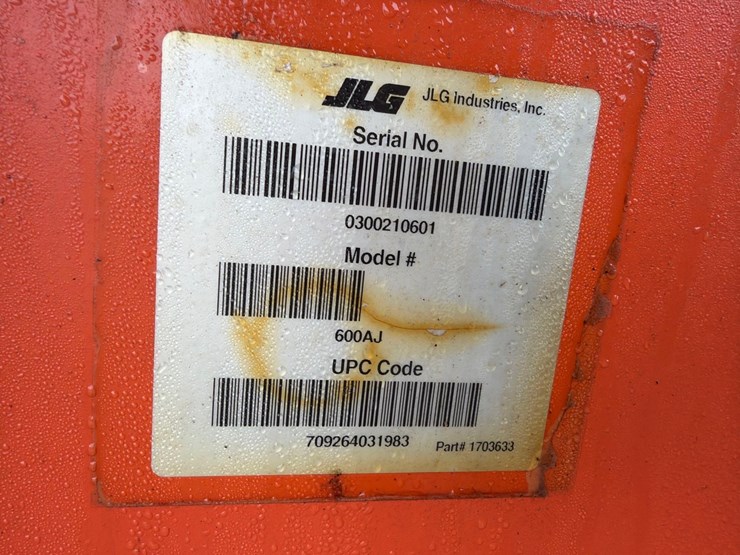 JLG JLG Industries, Inc.
Serial No.
0300210601
Model #
600AJ
UPC Code
709264031983 Part# 1703633